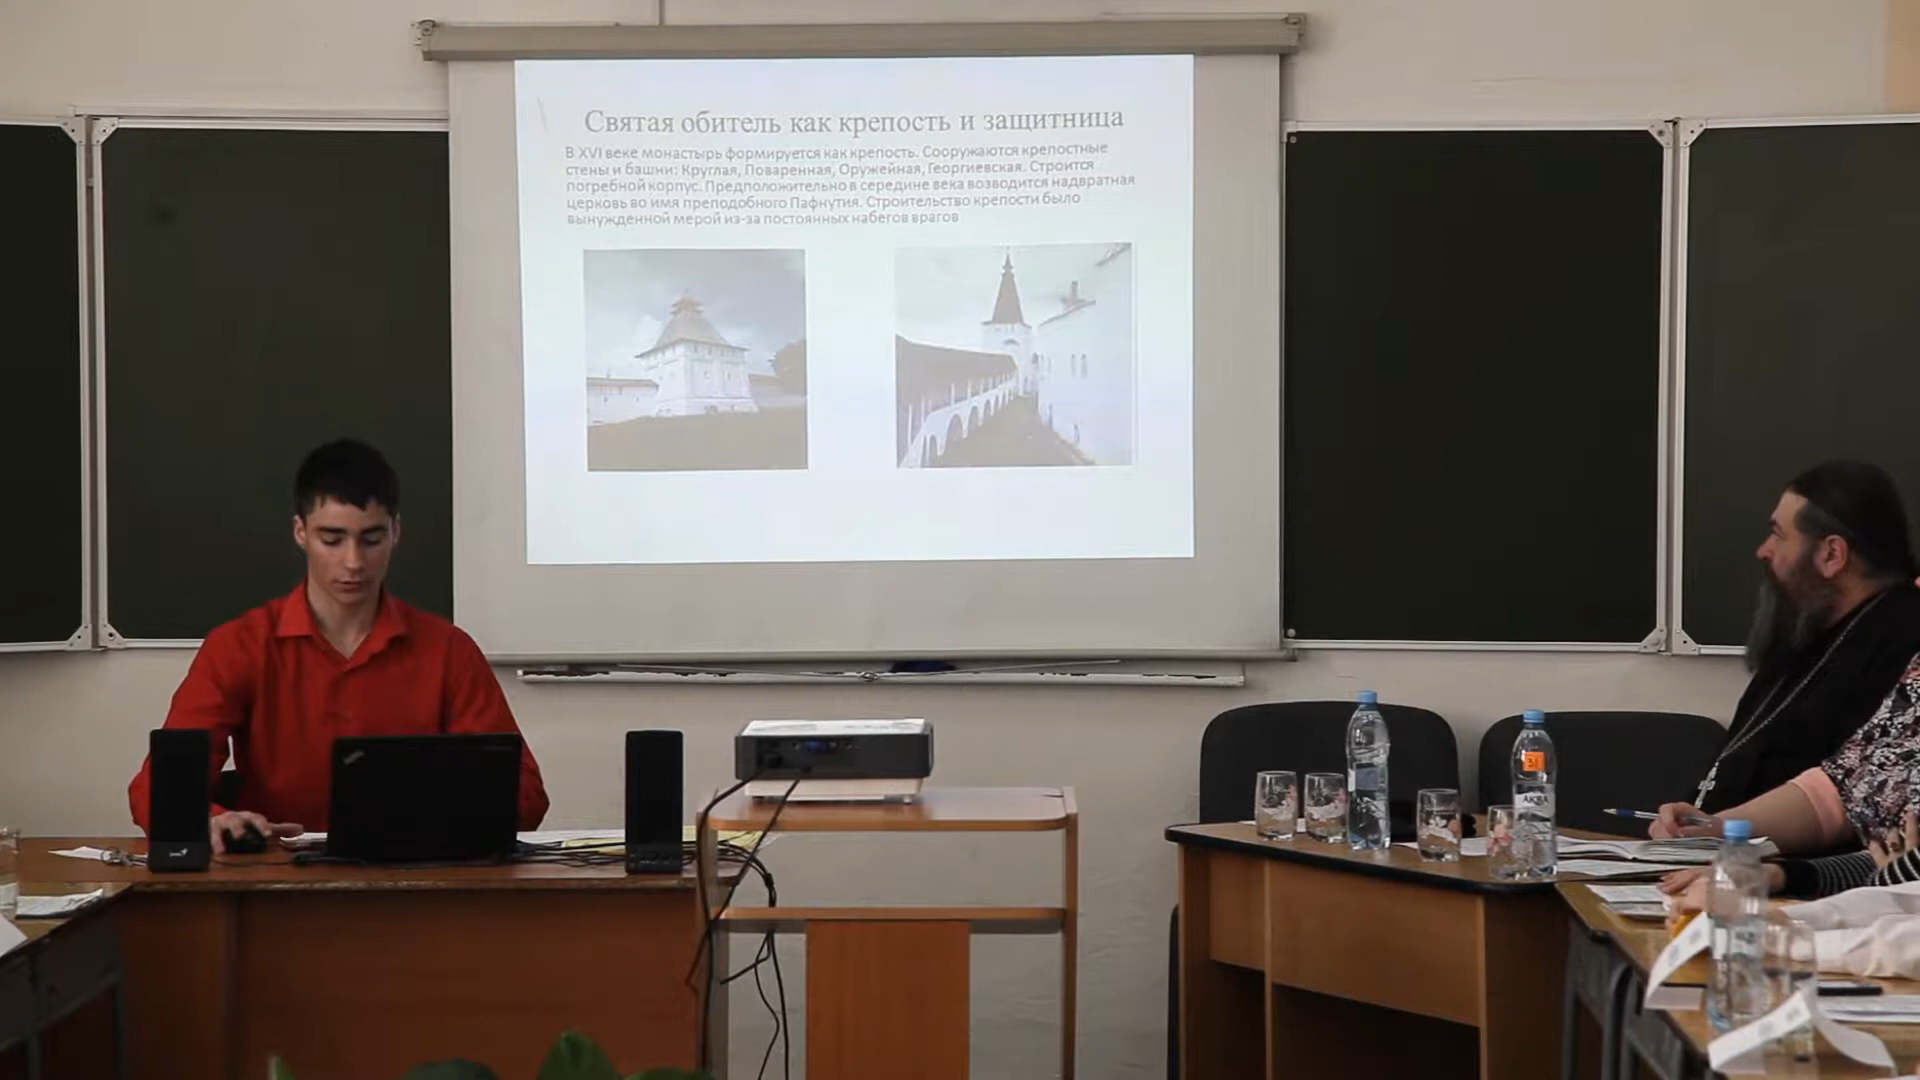 Святая обитель как крепость и защитница
В XVI веке монастырь формируется как крепость. Сооружаются крепостные
стены и башни: Круглая, Поваренная, Оружейная, Георгиевская. Строится
погребной корпус. Предположительно в середине века возводится надвратная
церковь во имя преподобного Пафнутия. Строительство крепости было
вынужденной мерой из-за постоянных набегов врагов
31
АКВА